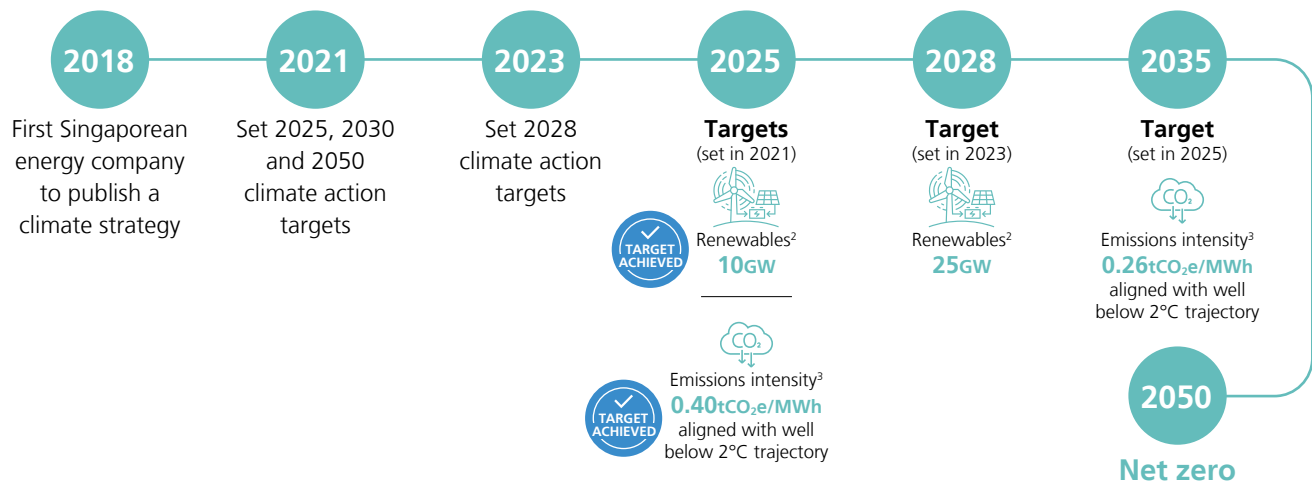 2018
First Singaporean
energy company
to publish a
climate strategy
2021
Set 2025, 2030
and 2050
climate action
targets
2023
Set 2028
climate action
targets
2025
Targets
(set in 2021)
TARGET
ACHIEVED
Renewables²
10GW
CO₂
TARGET
ACHIEVED
Emissions intensity³
0.40tCO₂e/MWh
aligned with well
below 2°C trajectory
2028
Target
(set in 2023)
Renewables²
25GW
2035
Target
(set in 2025)
CO₂
Emissions intensity³
0.26tCO₂e/MWh
aligned with well
below 2°C trajectory
2050
Net zero